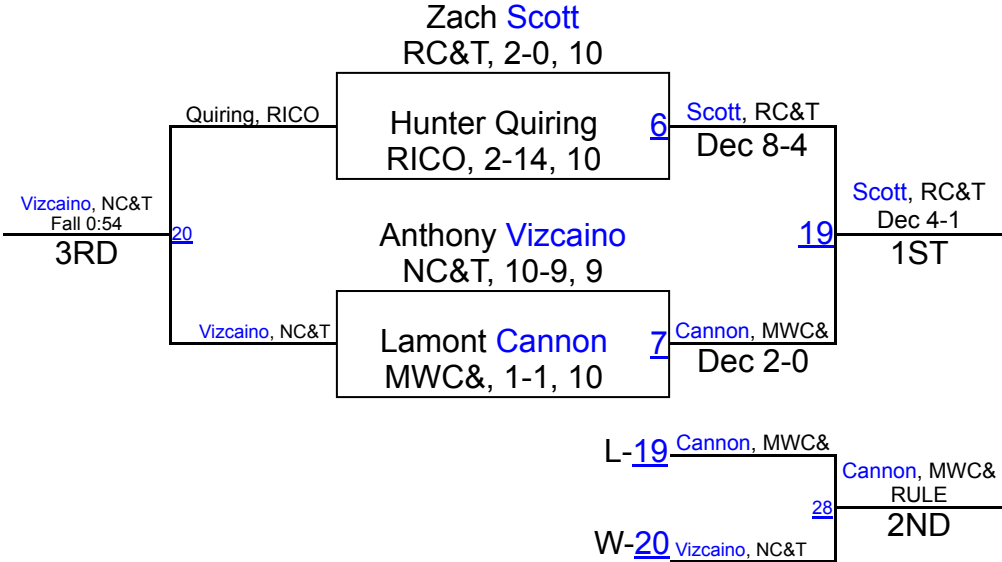 Zach Scott
RC&T, 2-0, 10
Quiring, RICO
Hunter Quiring
RICO, 2-14, 10
6
Scott, RC&T
Dec 8-4
Vizcaino, NC&T
Fall 0:54
3RD
20
Anthony Vizcaino
NC&T, 10-9, 9
19
Scott, RC&T
Dec 4-1
1ST
Vizcaino, NC&T
Lamont Cannon
MWC&, 1-1, 10
7
Cannon, MWC&
Dec 2-0
L-19
Cannon, MWC&
28
Cannon, MWC&
RULE
2ND
W-20
Vizcaino, NC&T